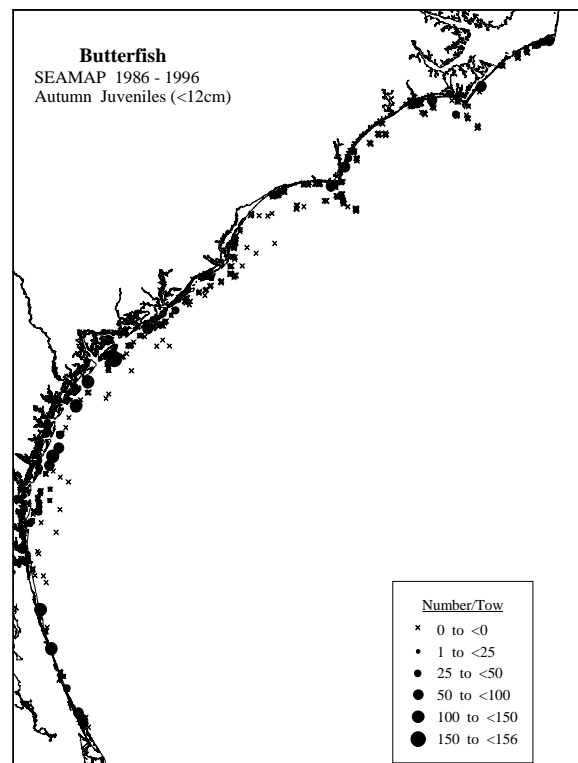 Butterfish
SEAMAP 1986 - 1996
Autumn Juveniles (<12cm)
Number/Tow
0 to <0
1 to <25
25 to <50
50 to <100
100 to <150
150 to <156